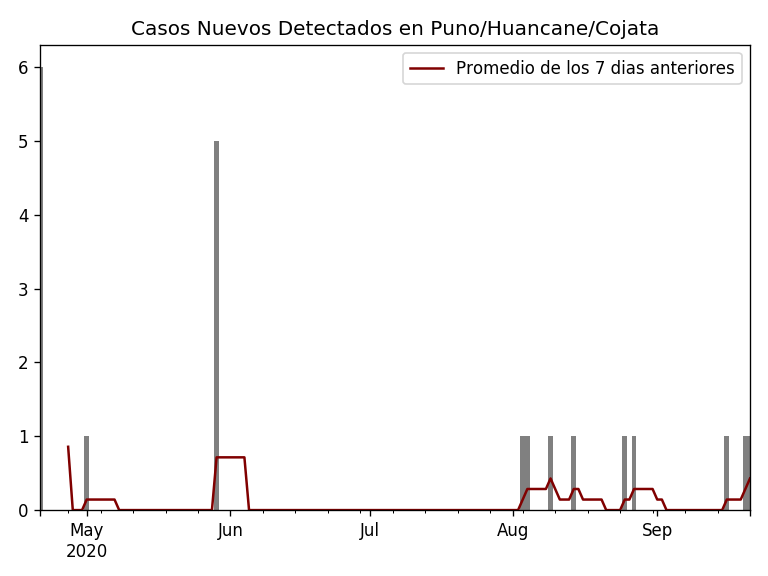 Casos Nuevos Detectados en Puno/Huancane/Cojata
Promedio de los 7 dias anteriores
6
5
4
3
2
1
0
May Jun Jul Aug Sep
2020